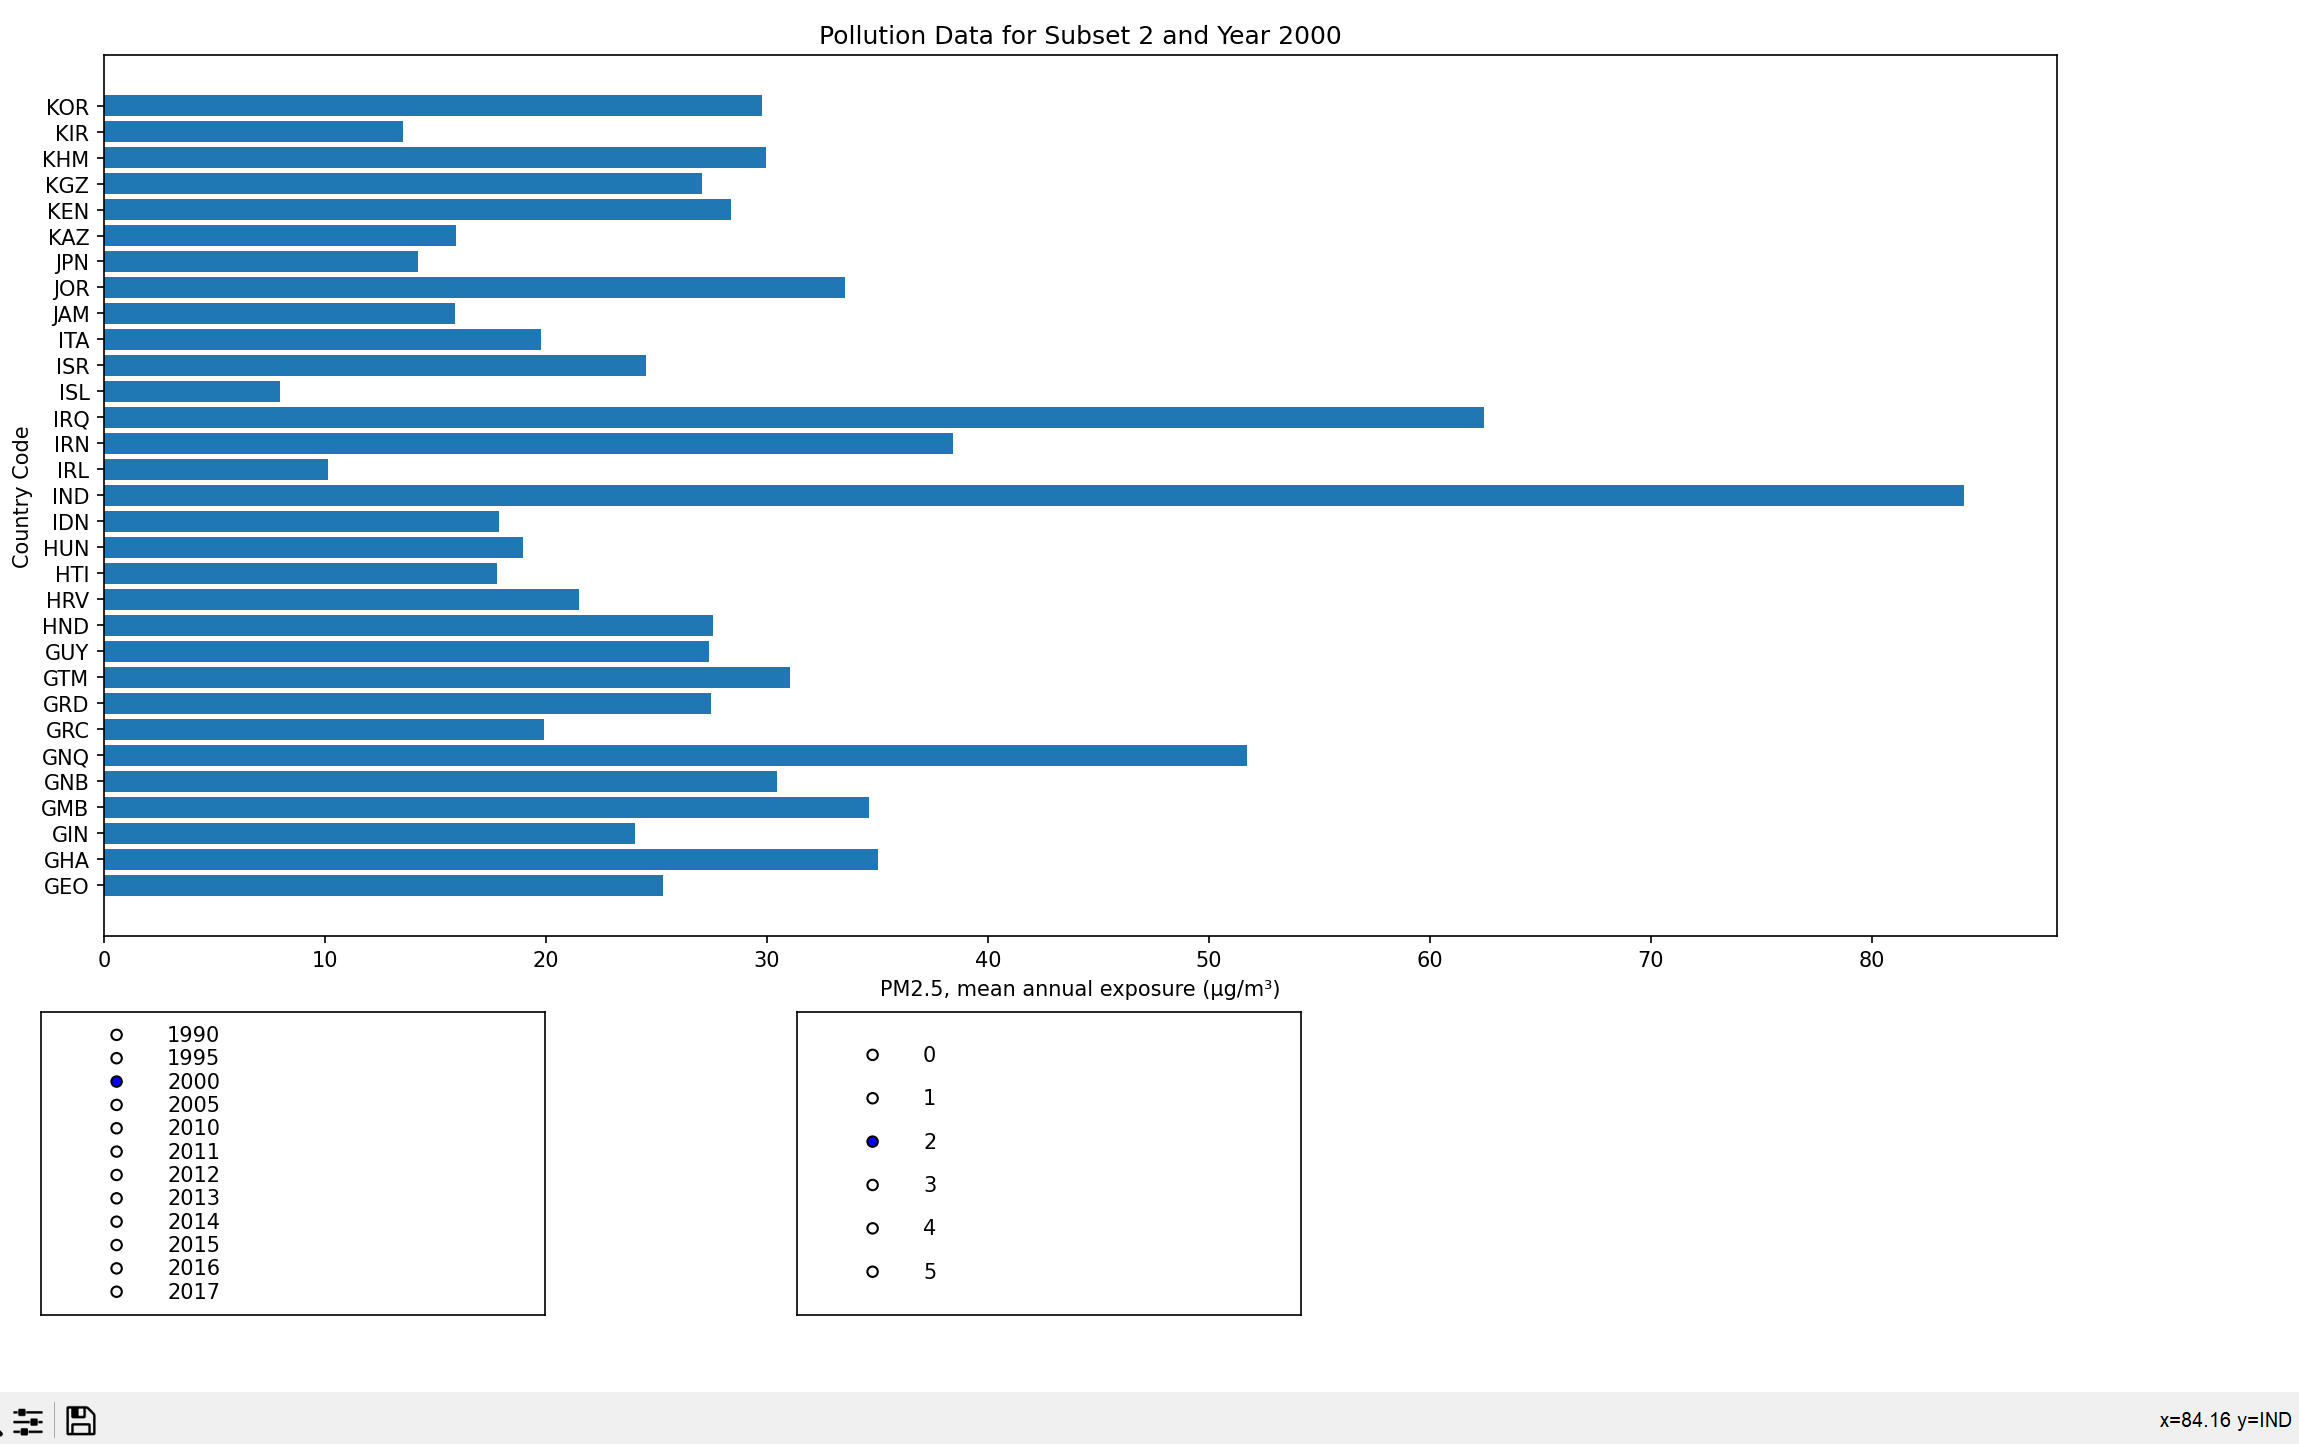 Pollution Data for Subset 2 and Year 2000
Country Code
KOR
KIR
KHM
KGZ
KEN
KAZ
JPN
JOR
JAM
ITA
ISR
ISL
IRQ
IRN
IRL
IND
IDN
HUN
HTI
HRV
HND
GUY
GTM
GRD
GRC
GNQ
GNB
GMB
GIN
GHA
GEO
0 10 20 30 40 50 60 70 80
PM2.5, mean annual exposure (µg/m³)
1990
1995
2000
2005
2010
2011
2012
2013
2014
2015
2016
2017
0
1
2
3
4
5
x=84.16 y=IND